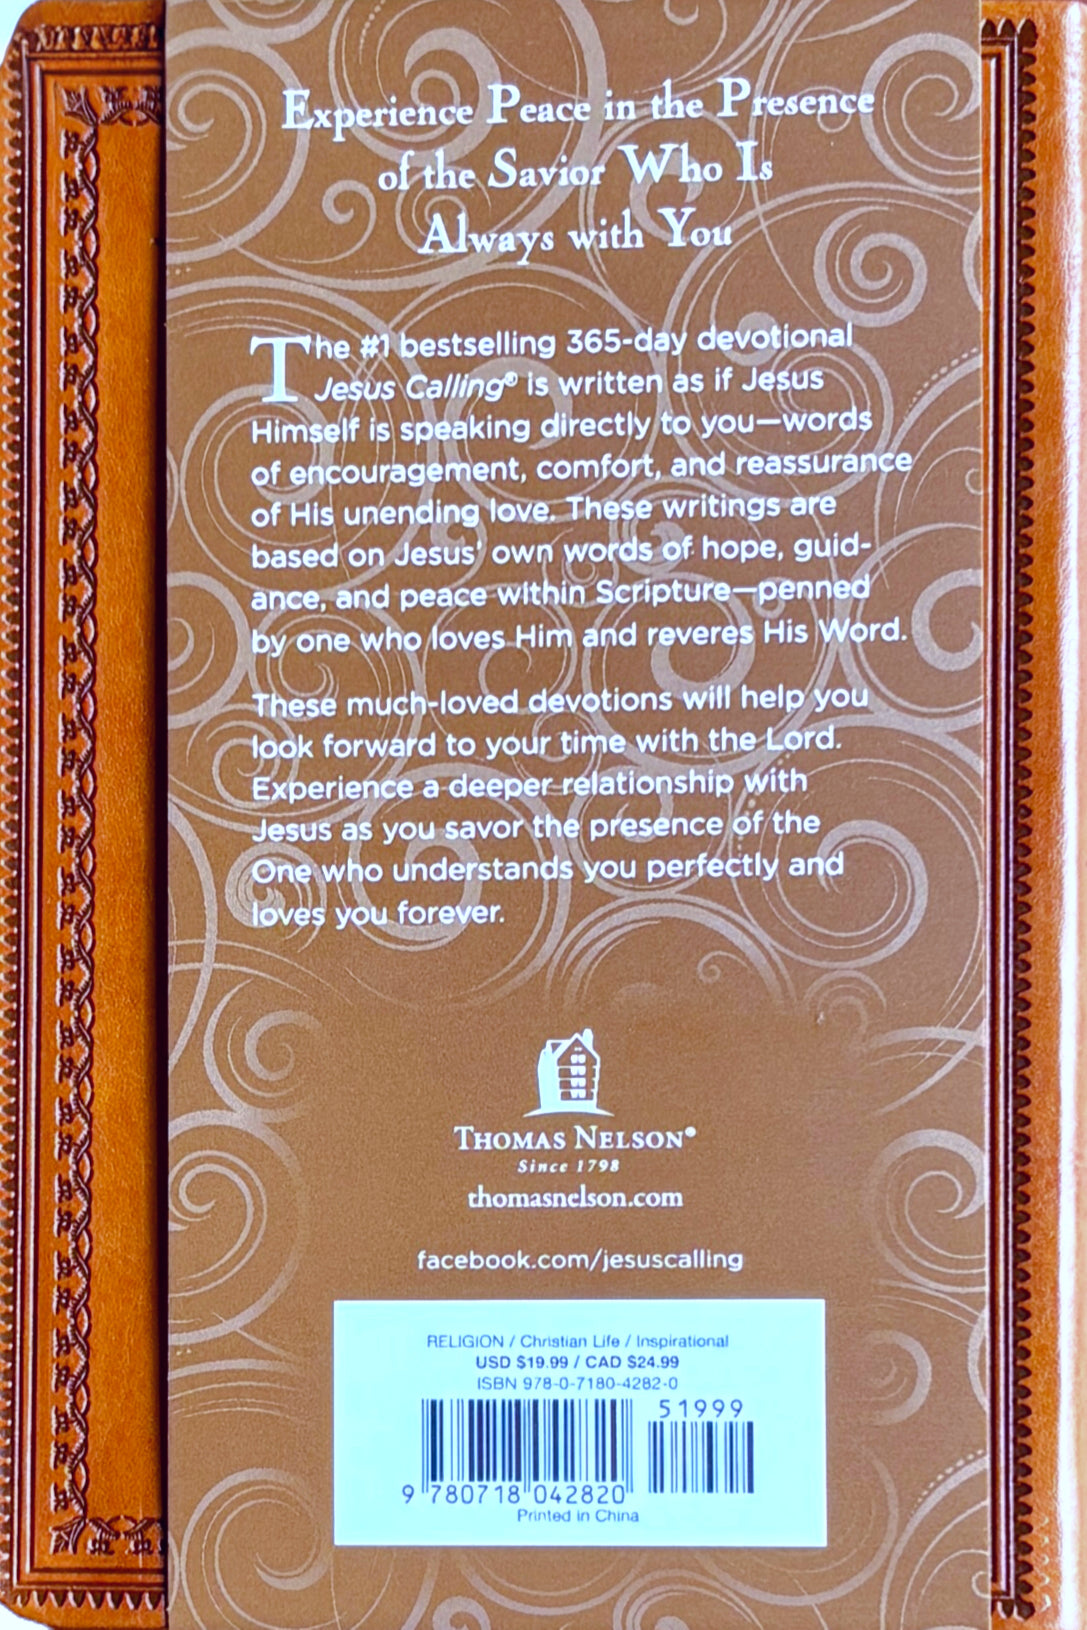 Experience Peace in the Presence
of the Savior Who Is
Always with You
The #1 bestselling 365-day devotional
Jesus Calling® is written as if Jesus
Himself is speaking directly to you—words
of encouragement, comfort, and reassurance
of His unending love. These writings are
based on Jesus' own words of hope, guid-
ance, and peace within Scripture—penned
by one who loves Him and reveres His Word.
These much-loved devotions will help you
look forward to your time with the Lord.
Experience a deeper relationship with
Jesus as you savor the presence of the
One who understands you perfectly and
loves you forever.
THOMAS NELSON®
Since 1798
thomasnelson.com
facebook.com/jesuscalling
RELIGION / Christian Life / Inspirational
USD $19.99 / CAD $24.99
ISBN 978-0-7180-4282-0
51999
9 780718 042820
Printed in China